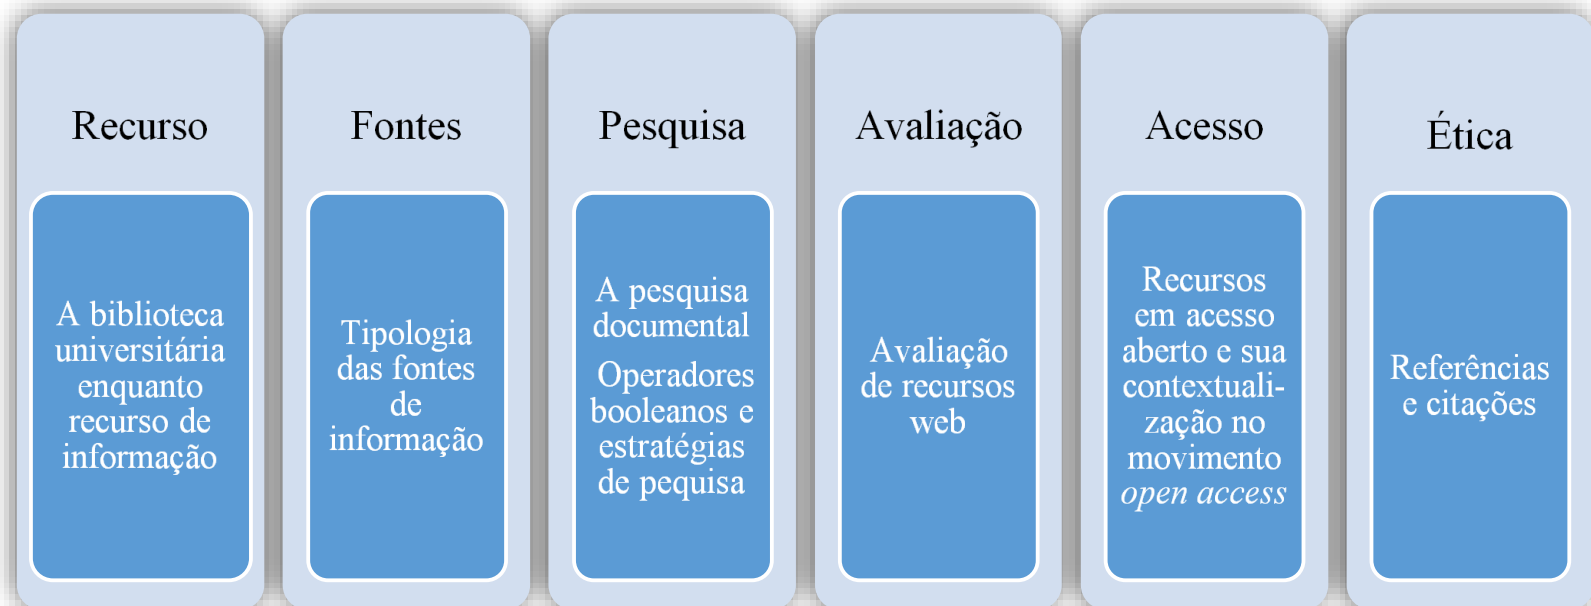 Recurso
A biblioteca
universitária
enquanto
recurso de
informação
Fontes
Tipologia
das fontes
de
informação
Pesquisa
A pesquisa
documental
Operadores
booleanos e
estratégias
de pequisa
Avaliação
Avaliação
de recursos
web
Acesso
Recursos
em acesso
aberto e sua
contextuali-
zação no
movimento
open access
Ética
Referências
e citações